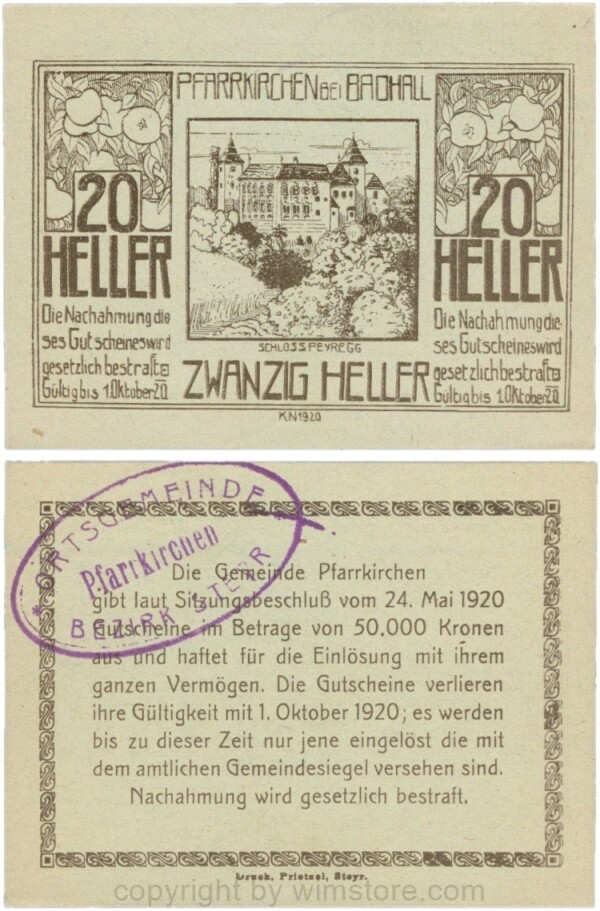 PFARRKIRCHEN BEI BADHALL
20
HELLER
Die Nachahmung die
ses Gutscheines wird
gesetzlich bestraft
Gültig bis 1. Oktober 20
SCHLOSS FEYREGG
ZWANZIG HELLER
20
HELLER
Die Nachahmung die-
ses Gutscheines wird
gesetzlich bestraft
Gültig bis 1. Oktober 20
KN1920
ORTSGEMEINDE
Pfarrkirchen
BEZIRK STEYR
Die Gemeinde Pfarrkirchen
gibt laut Sitzungsbeschluß vom 24. Mai 1920
Gutscheine im Betrage von 50.000 Kronen
aus und haftet für die Einlösung mit ihrem
ganzen Vermögen. Die Gutscheine verlieren
ihre Gültigkeit mit 1. Oktober 1920; es werden
bis zu dieser Zeit nur jene eingelöst die mit
dem amtlichen Gemeindesiegel versehen sind.
Nachahmung wird gesetzlich bestraft.
Druck, Prietzel, Steyr.
copyright by wimstore.com